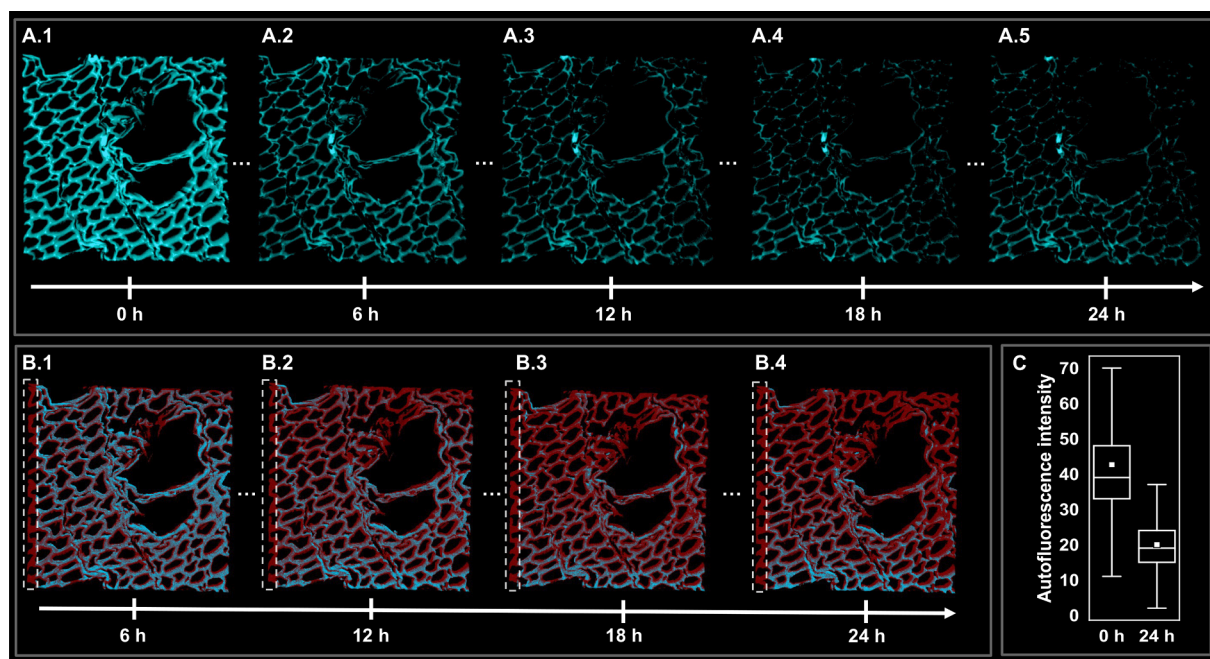 A.1 A.2 A.3 A.4 A.5
... ... ... ...
0 h 6 h 12 h 18 h 24 h
B.1 B.2 B.3 B.4
... ... ...
6 h 12 h 18 h 24 h
C
Autofluorescence intensity
70
60
50
40
30
20
10
0
0 h 24 h